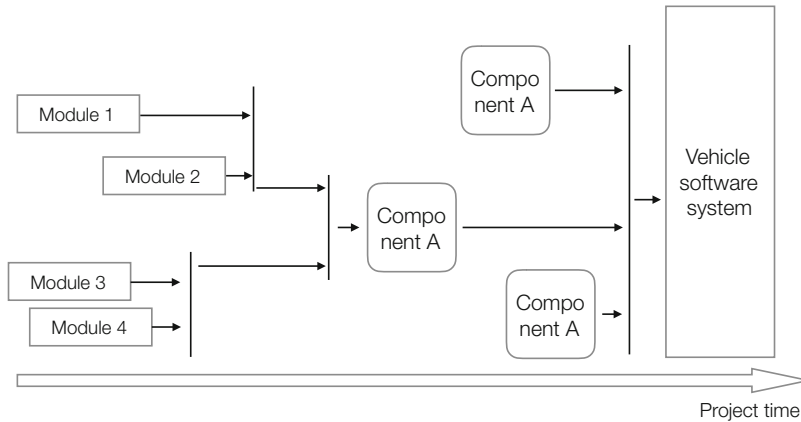 Module 1
Module 2
Module 3
Module 4
Compo
nent A
Compo
nent A
Compo
nent A
Vehicle
software
system
Project time